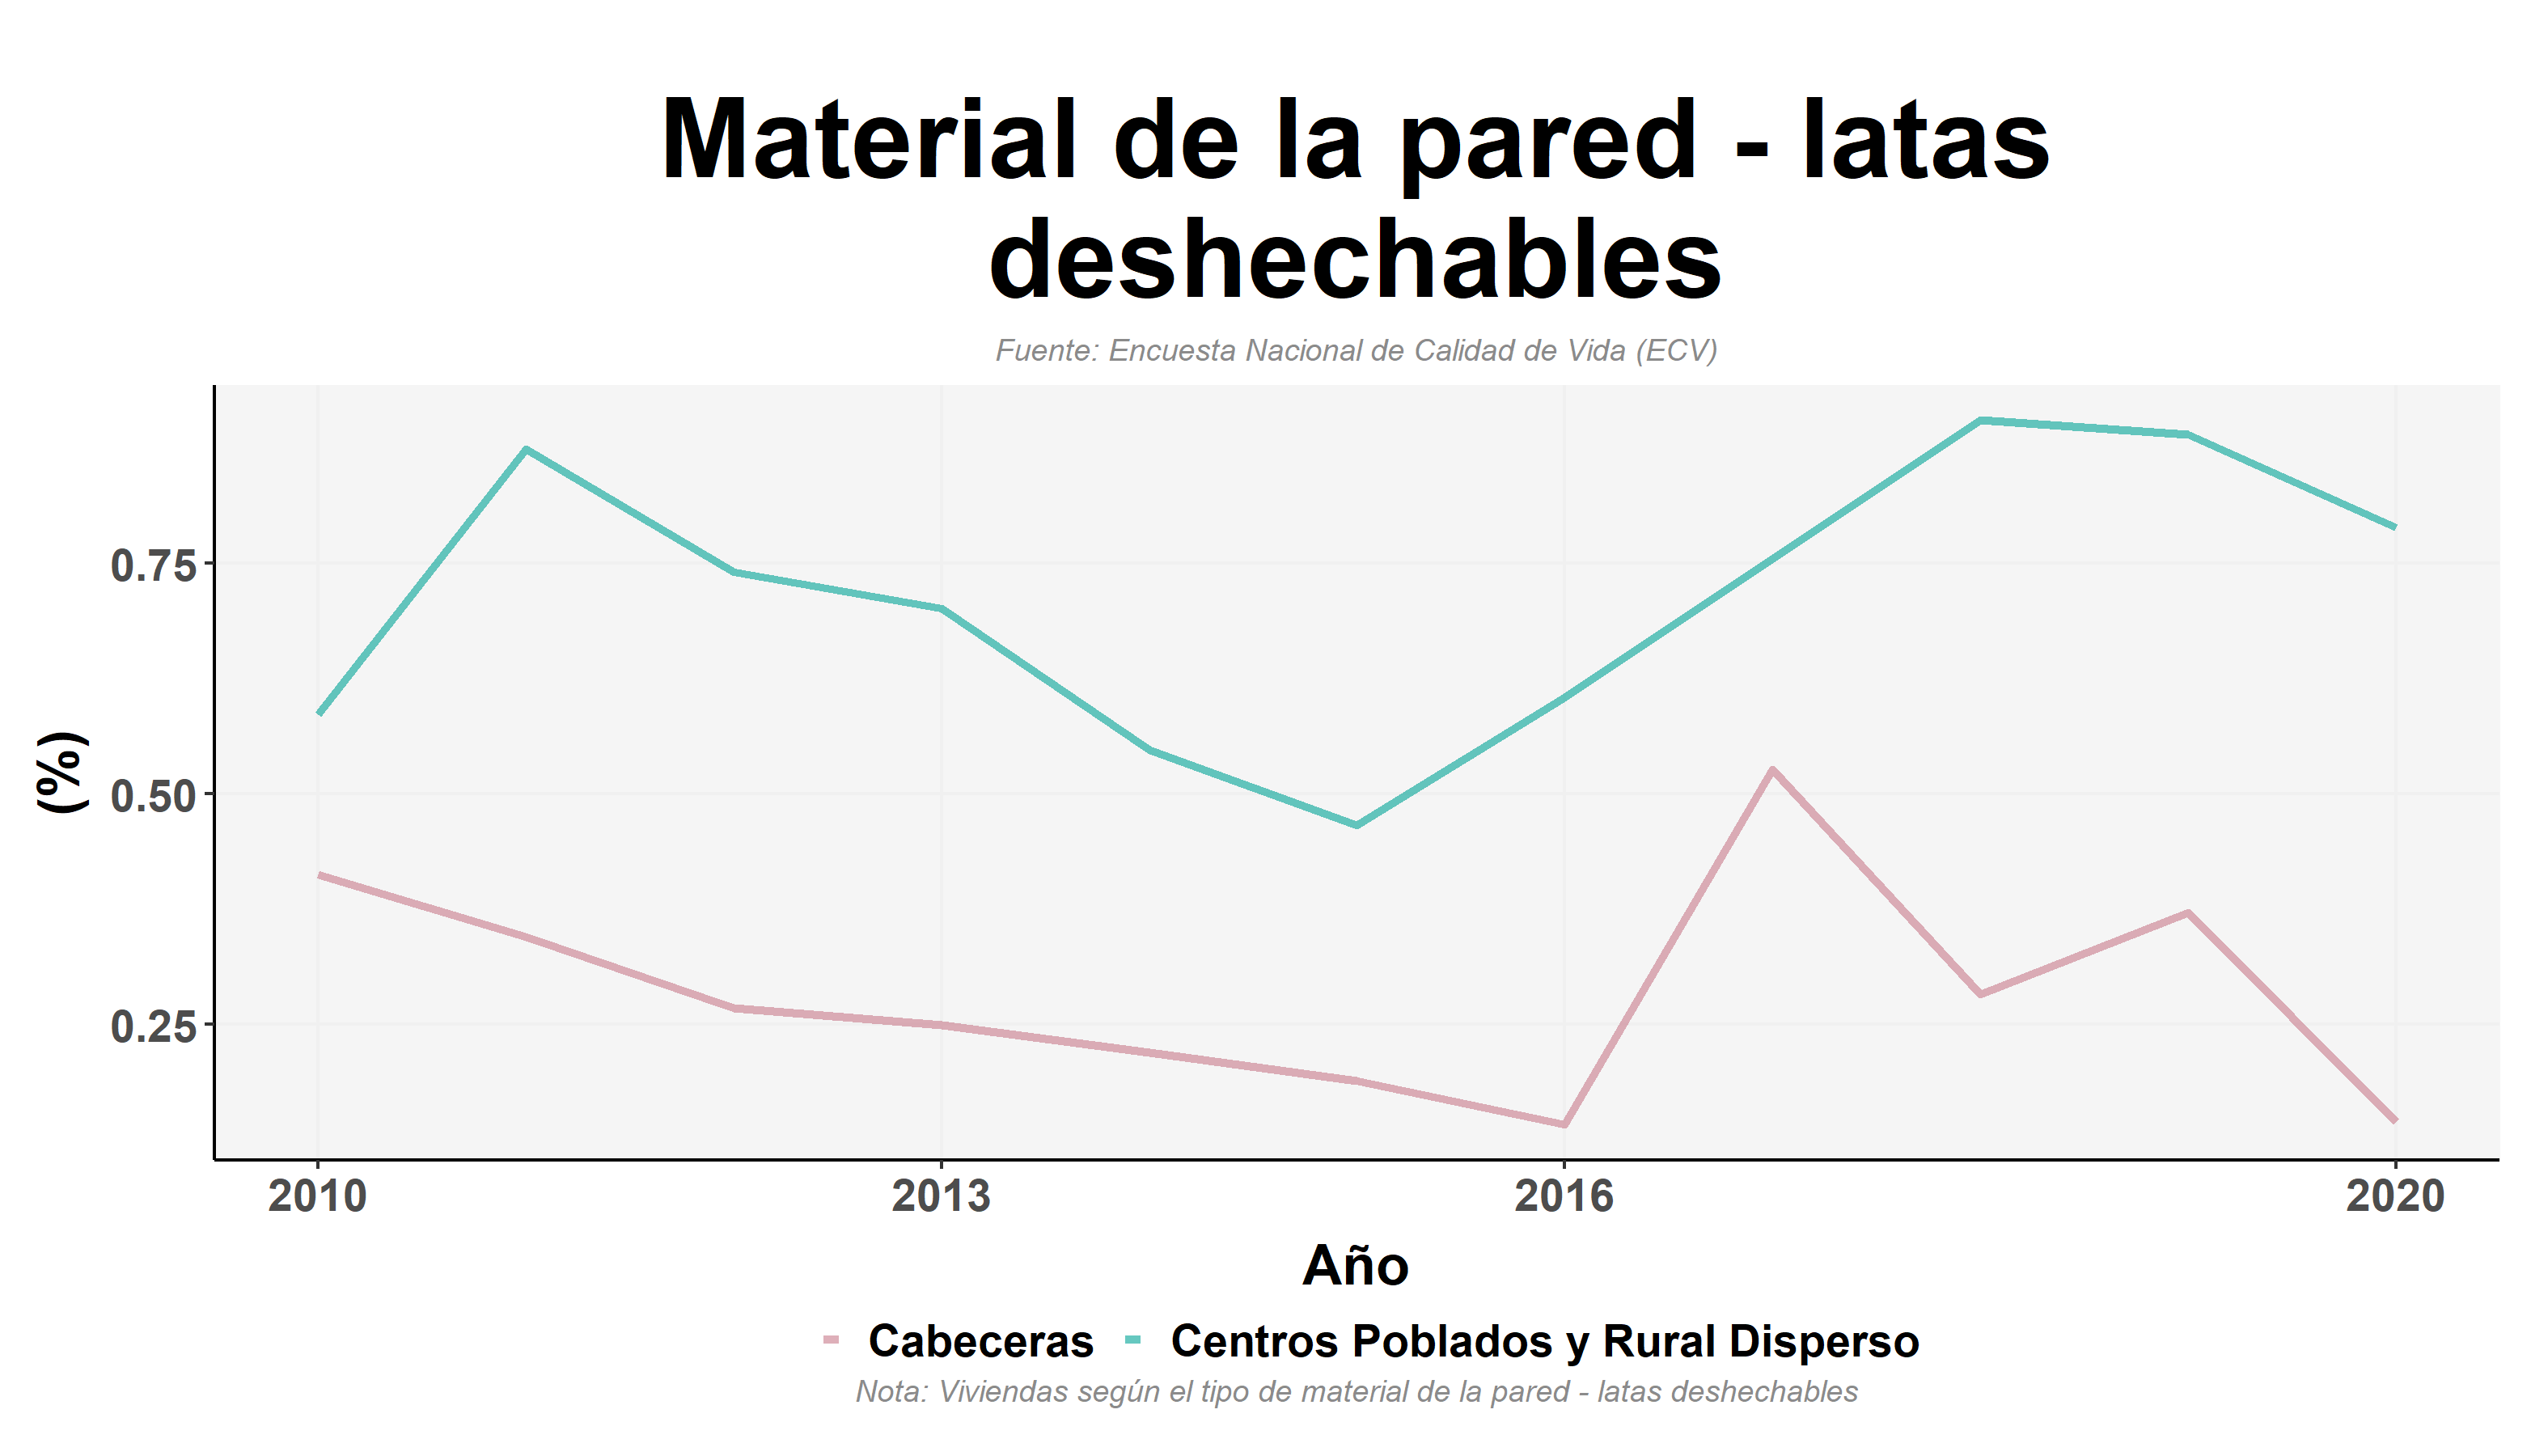 Material de la pared - latas
deshechables
Fuente: Encuesta Nacional de Calidad de Vida (ECV)
(%)
0.75
0.50
0.25
2010 2013 2016 2020
Año
Cabeceras Centros Poblados y Rural Disperso
Nota: Viviendas según el tipo de material de la pared - latas deshechables